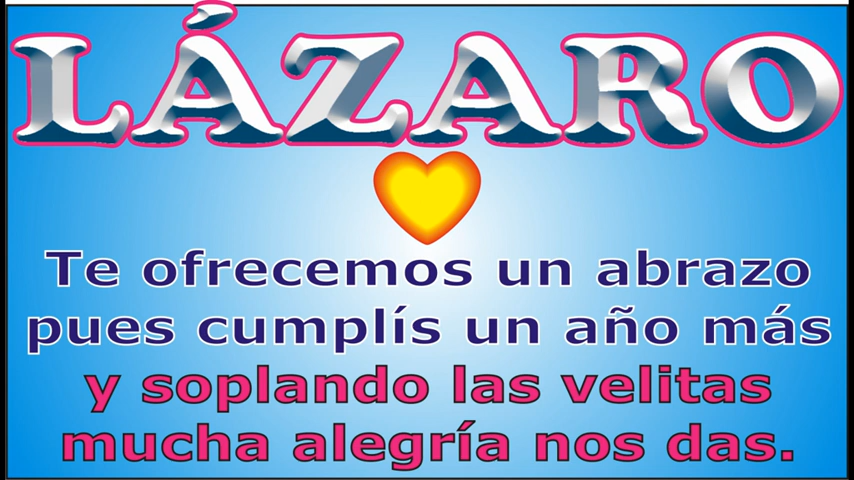 LÁZARO
Te ofrecemos un abrazo
pues cumplís un año más
y soplando las velitas
mucha alegría nos das.